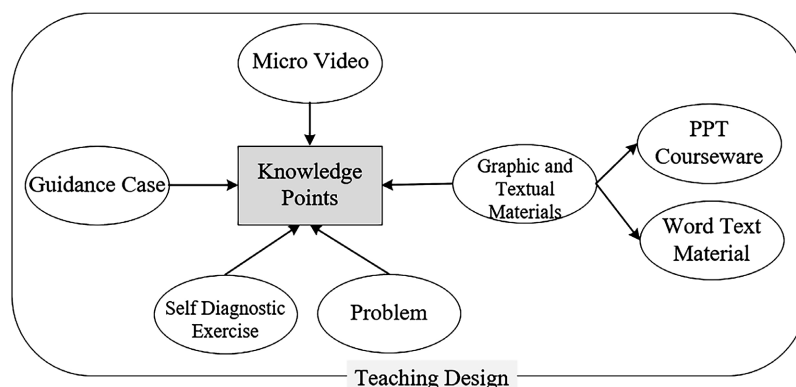 Micro Video
Guidance Case
Knowledge
Points
Graphic and
Textual
Materials
PPT
Courseware
Word Text
Material
Self Diagnostic
Exercise
Problem
Teaching Design